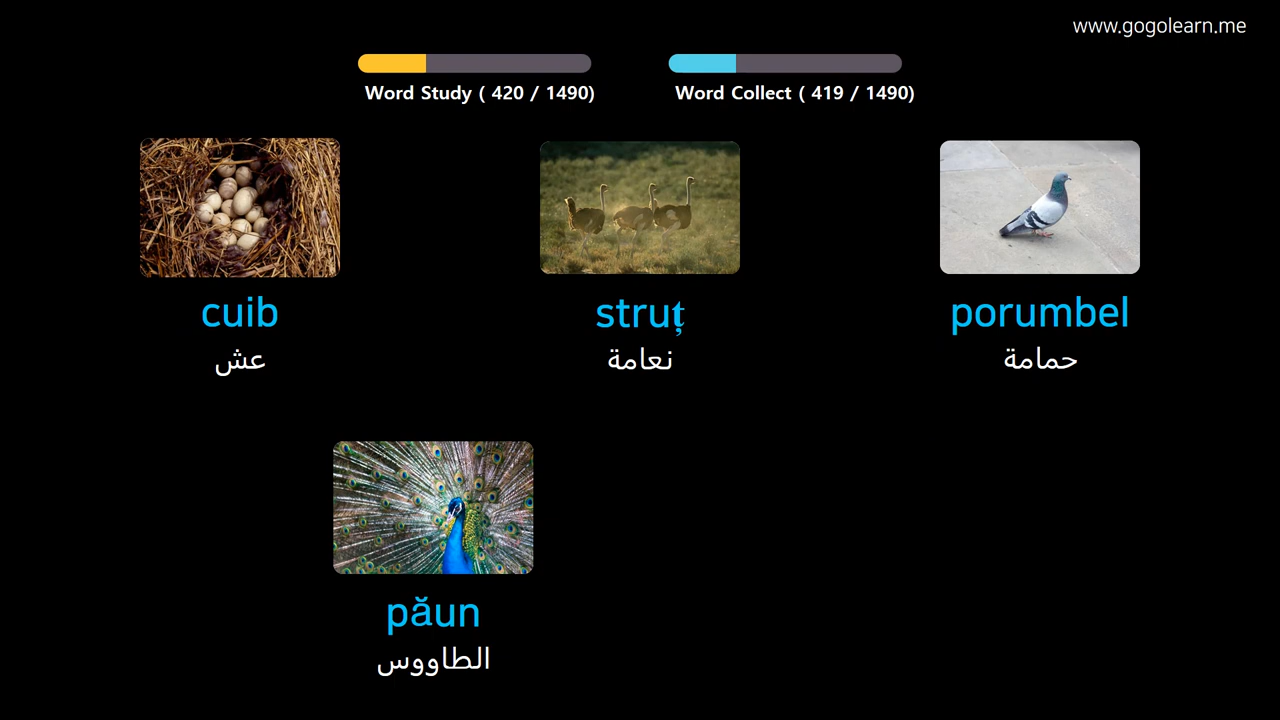 www.gogolearn.me
Word Study ( 420 / 1490)
Word Collect ( 419 / 1490)
cuib
عش
struț
نعامة
porumbel
حمامة
păun
الطاووس